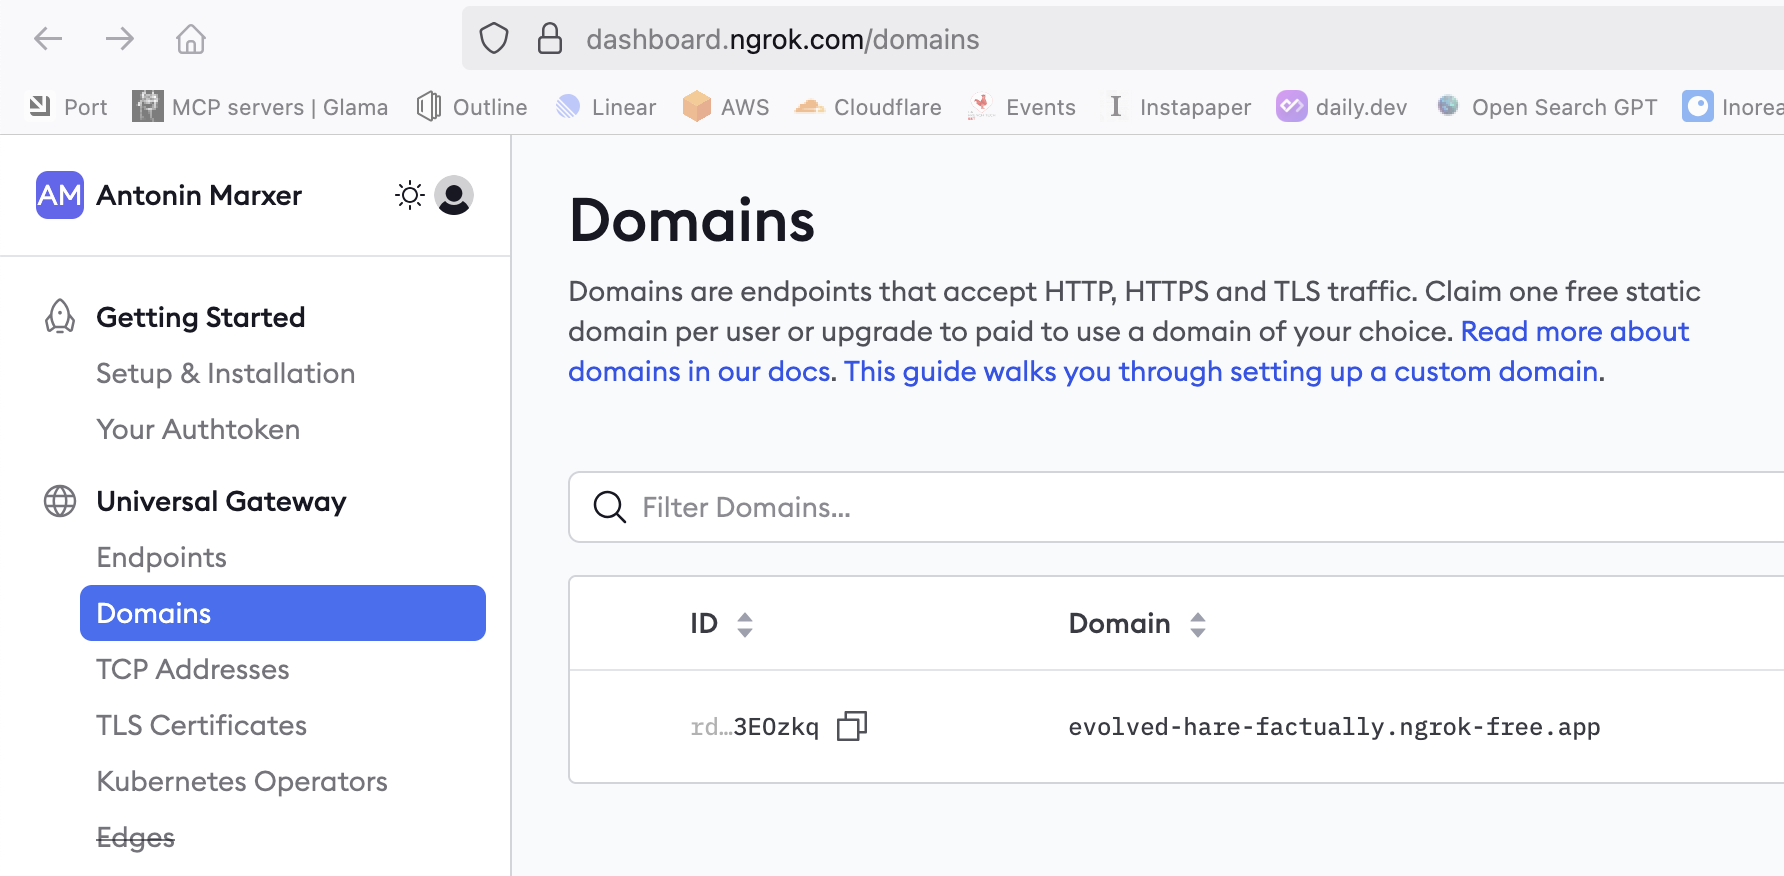 dashboard.ngrok.com/domains
Port MCP servers | Glama Outline Linear AWS Cloudflare Events Instapaper daily.dev Open Search GPT Inorea
AM Antonin Marxer
Getting Started
Setup & Installation
Your Authtoken
Universal Gateway
Endpoints
Domains
TCP Addresses
TLS Certificates
Kubernetes Operators
Edges
Domains
Domains are endpoints that accept HTTP, HTTPS and TLS traffic. Claim one free static
domain per user or upgrade to paid to use a domain of your choice. Read more about
domains in our docs. This guide walks you through setting up a custom domain.
Filter Domains...
ID Domain
rd…3EOzkq evolved-hare-factually.ngrok-free.app